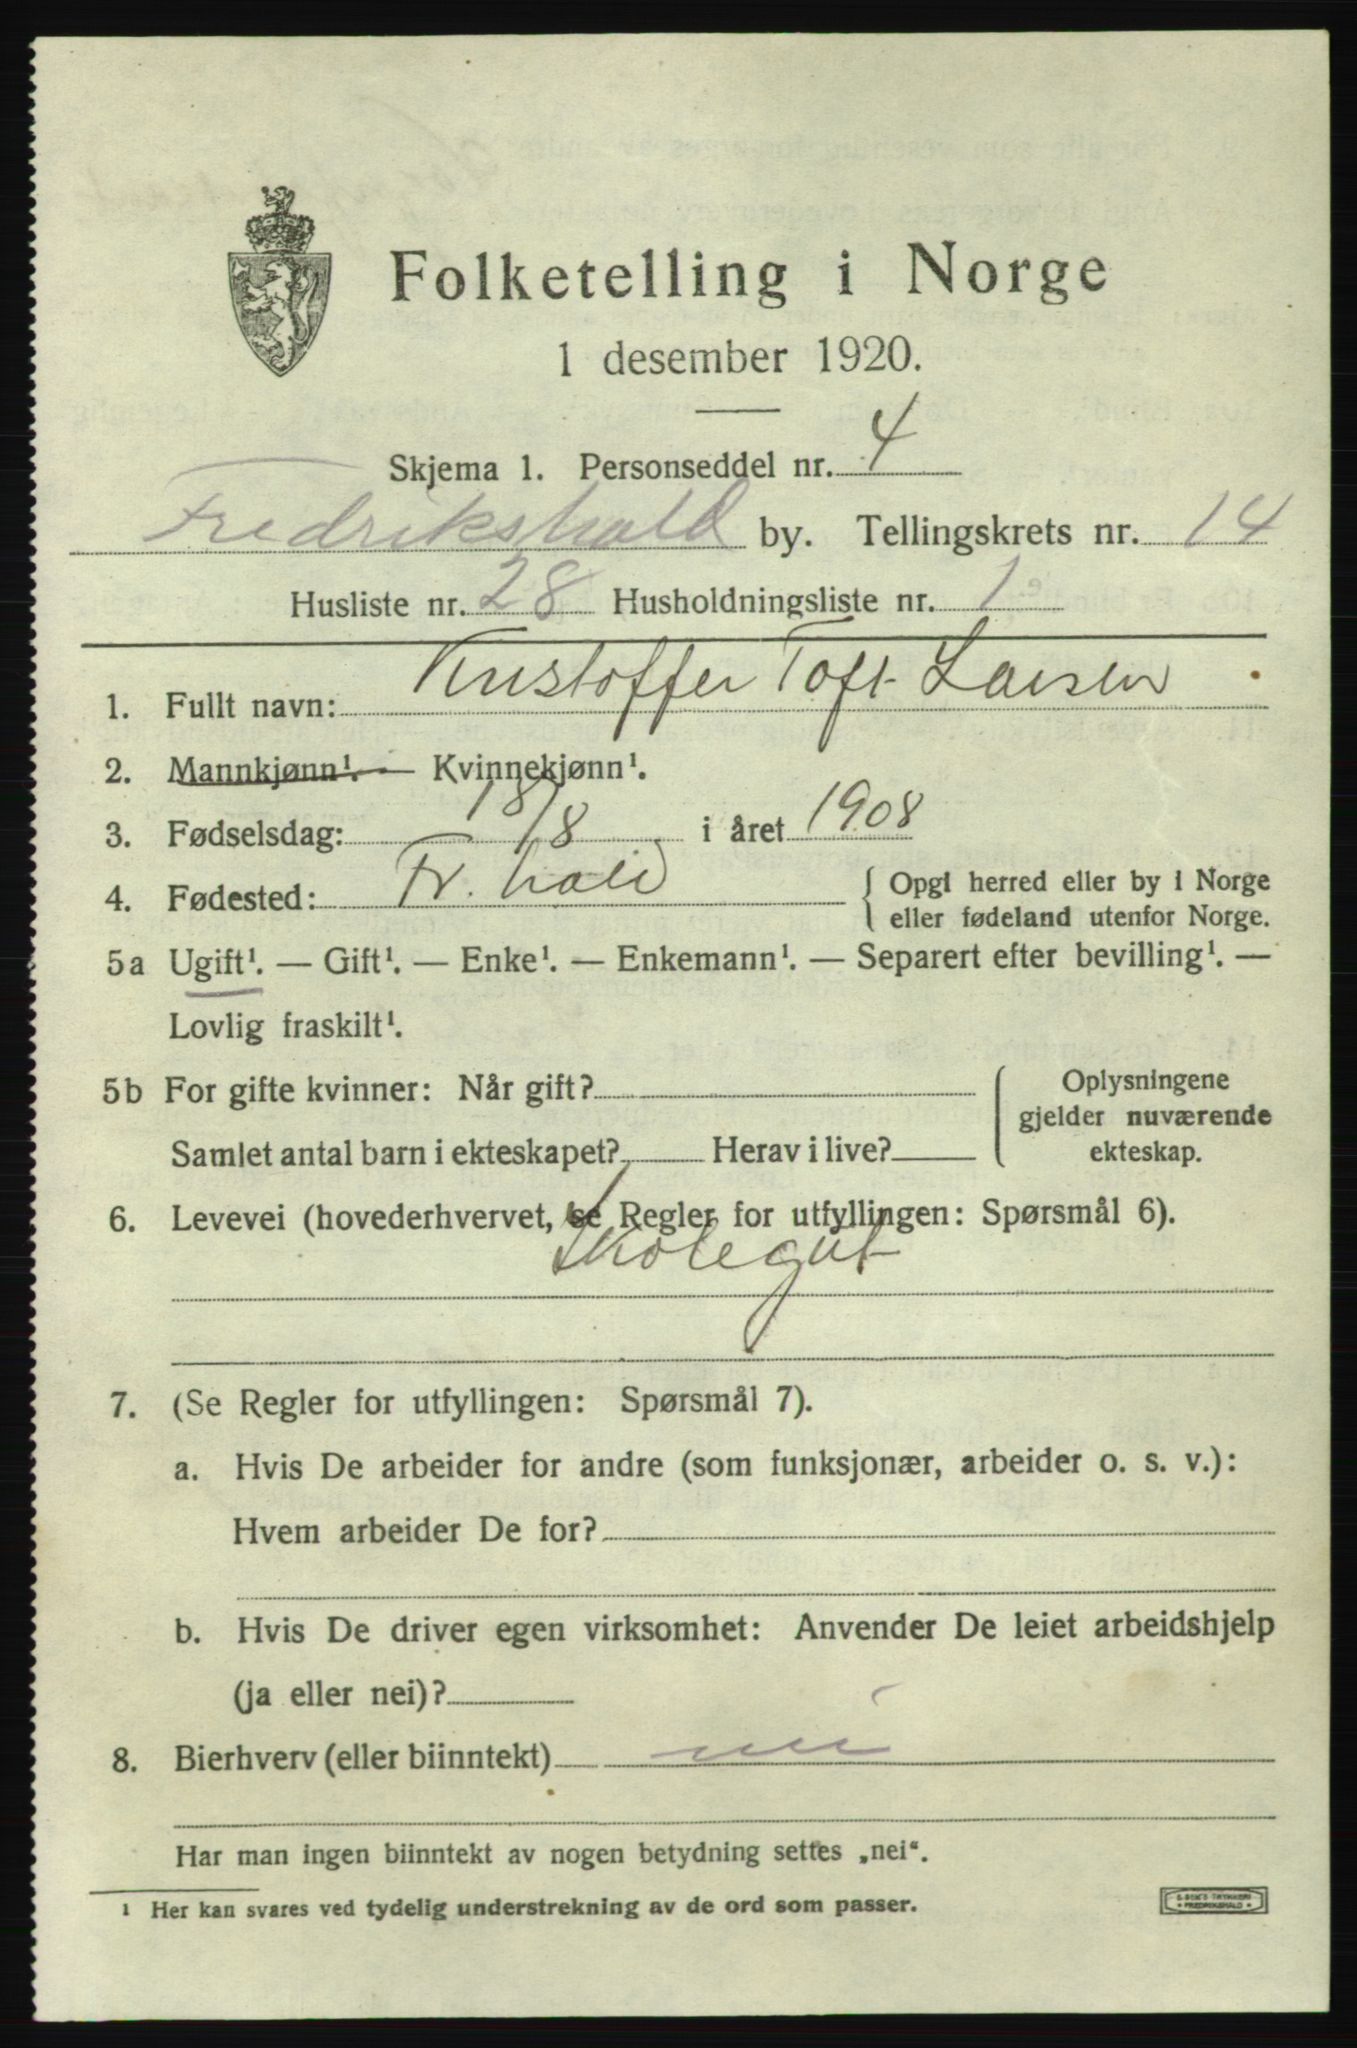 Folketelling i Norge
1 desember 1920.
Skjema 1. Personseddel nr. 4
Fredrikshald by. Tellingskrets nr. 14
Husliste nr. 28 Husholdningsliste nr. 1
1. Fullt navn: Kristoffer Toft Larsen
2. Mannkjønn¹. — Kvinnekjønn¹.
3. Fødselsdag: 18/8 i året 1908
4. Fødested: Fr. hald { Opgi herred eller by i Norge
eller fødeland utenfor Norge.
5a Ugift¹. — Gift¹. — Enke¹. — Enkemann¹. — Separert efter bevilling¹. —
Lovlig fraskilt¹.
5b For gifte kvinner: Når gift? { Oplysningene
gjelder nuværende
Samlet antal barn i ekteskapet? Herav i live? ekteskap.
6. Levevei (hovederhvervet, se Regler for utfyllingen: Spørsmål 6).
Skolegut
7. (Se Regler for utfyllingen: Spørsmål 7).
a. Hvis De arbeider for andre (som funksjonær, arbeider o. s. v.):
Hvem arbeider De for?
b. Hvis De driver egen virksomhet: Anvender De leiet arbeidshjelp
(ja eller nei)?
8. Bierhverv (eller biinntekt) nei
Har man ingen biinntekt av nogen betydning settes „nei“.
¹ Her kan svares ved tydelig understrekning av de ord som passer.